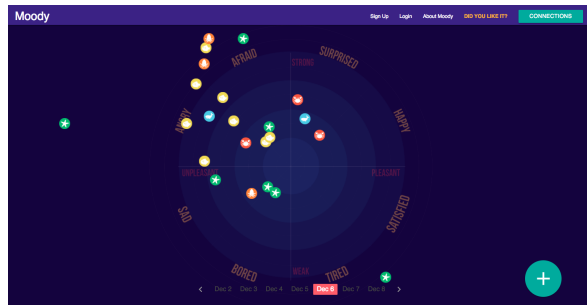 Moody
Sign Up Login About Moody DID YOU LIKE IT? CONNECTIONS
AFRAID STRONG SURPRISED
ANGRY HAPPY
UNPLEASANT PLEASANT
SAD SATISFIED
BORED WEAK TIRED
< Dec 2 Dec 3 Dec 4 Dec 5 Dec 6 Dec 7 Dec 8 >
+